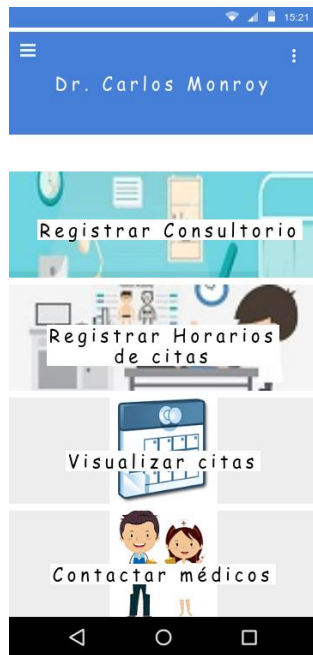 15:21
Dr. Carlos Monroy
Registrar Consultorio
Registrar Horarios
de citas
Visualizar citas
Contactar médicos